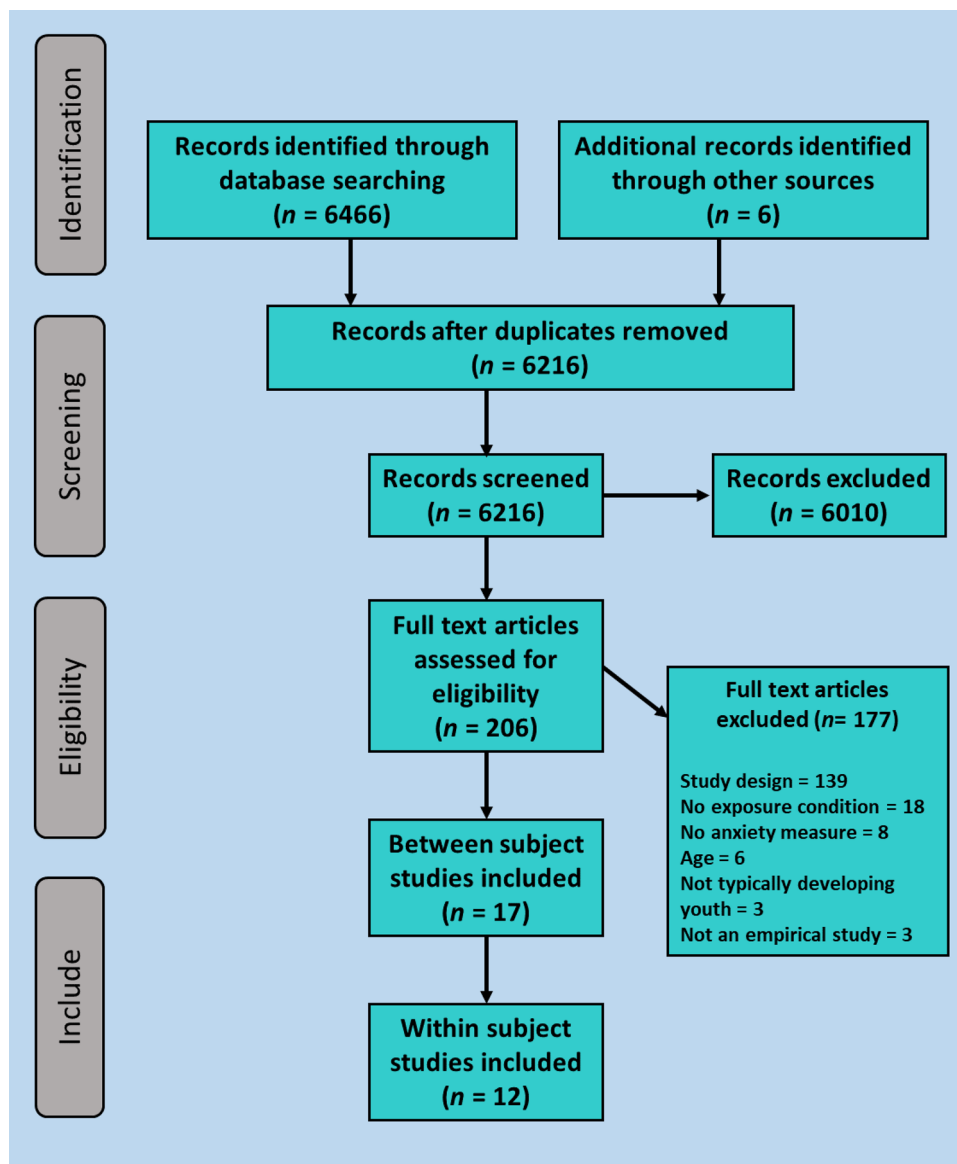 Identification
Records identified through
database searching
(n = 6466)
Additional records identified
through other sources
(n = 6)
Screening
Records after duplicates removed
(n = 6216)
Records screened
(n = 6216)
Records excluded
(n = 6010)
Eligibility
Full text articles
assessed for
eligibility
(n = 206)
Full text articles
excluded (n= 177)
Study design = 139
No exposure condition = 18
No anxiety measure = 8
Age = 6
Not typically developing
youth = 3
Not an empirical study = 3
Between subject
studies included
(n = 17)
Include
Within subject
studies included
(n = 12)